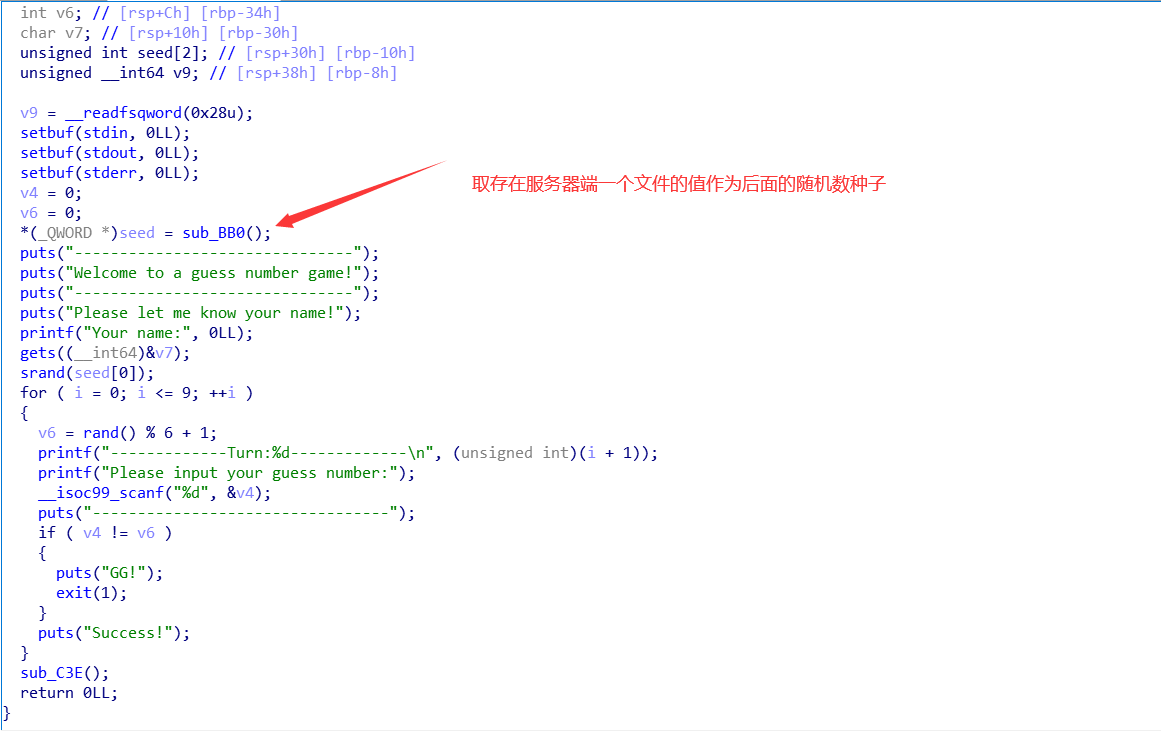 int v6; // [rsp+Ch] [rbp-34h]
char v7; // [rsp+10h] [rbp-30h]
unsigned int seed[2]; // [rsp+30h] [rbp-10h]
unsigned __int64 v9; // [rsp+38h] [rbp-8h]
v9 = __readfsqword(0x28u);
setbuf(stdin, 0LL);
setbuf(stdout, 0LL);
setbuf(stderr, 0LL);
v4 = 0;
取存在服务器端一个文件的值作为后面的随机数种子
v6 = 0;
*(_QWORD *)seed = sub_BB0();
puts("-------------------------------");
puts("Welcome to a guess number game!");
puts("-------------------------------");
puts("Please let me know your name!");
printf("Your name:", 0LL);
gets((__int64)&v7);
srand(seed[0]);
for ( i = 0; i <= 9; ++i )
{
v6 = rand() % 6 + 1;
printf("-------------Turn:%d-------------\n", (unsigned int)(i + 1));
printf("Please input your guess number:");
__isoc99_scanf("%d", &v4);
puts("---------------------------------");
if ( v4 != v6 )
{
puts("GG!");
exit(1);
}
puts("Success!");
}
sub_C3E();
return 0LL;
}